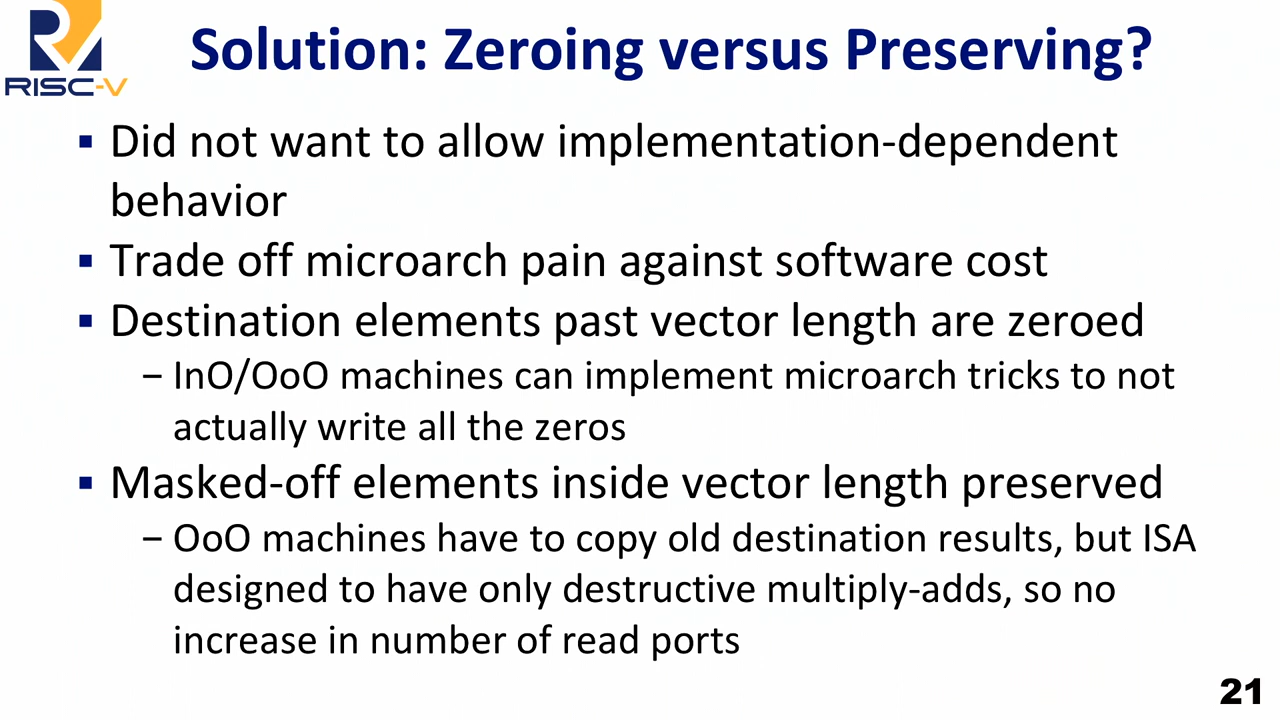 RISC-V
Solution: Zeroing versus Preserving?
▪ Did not want to allow implementation-dependent
behavior
▪ Trade off microarch pain against software cost
▪ Destination elements past vector length are zeroed
– InO/OoO machines can implement microarch tricks to not
actually write all the zeros
▪ Masked-off elements inside vector length preserved
– OoO machines have to copy old destination results, but ISA
designed to have only destructive multiply-adds, so no
increase in number of read ports
21